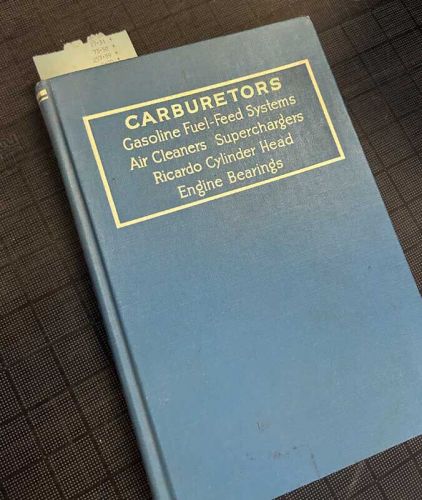 CARBURETORS
Gasoline Fuel-Feed Systems
Air Cleaners Superchargers
Ricardo Cylinder Head
Engine Bearings